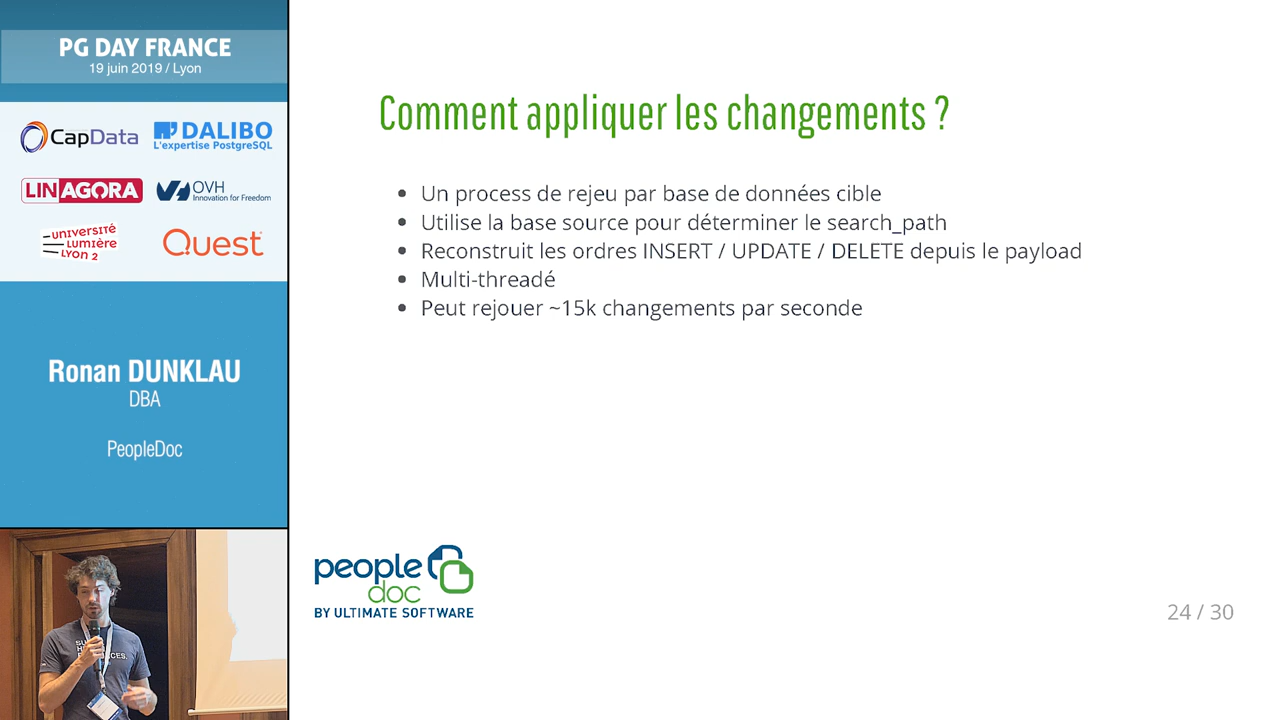 PG DAY FRANCE
19 juin 2019 / Lyon
CapData
DALIBO
L'expertise PostgreSQL
LINAGORA
OVH
Innovation for Freedom
UNIVERSITÉ
LUMIÈRE
LYON 2
Quest
Ronan DUNKLAU
DBA
PeopleDoc
Comment appliquer les changements ?
Un process de rejeu par base de données cible
Utilise la base source pour déterminer le search_path
Reconstruit les ordres INSERT / UPDATE / DELETE depuis le payload
Multi-threadé
Peut rejouer ~15k changements par seconde
people
doc
BY ULTIMATE SOFTWARE
24 / 30